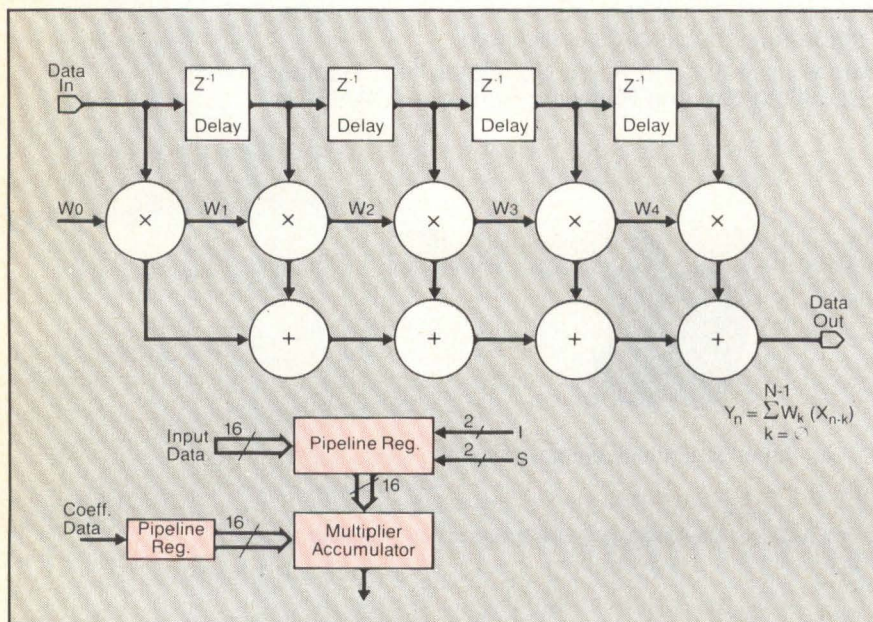 Data
In
Z-1
Delay
Z-1
Delay
Z-1
Delay
Z-1
Delay
W0
×
W1
×
W2
×
W3
×
W4
×
+
+
+
+
Data
Out
N-1
Yn = ΣWk (Xn-k)
k =
Input
Data
16
Pipeline Reg.
2
I
2
S
16
Coeff.
Data
Pipeline
Reg.
16
Multiplier
Accumulator